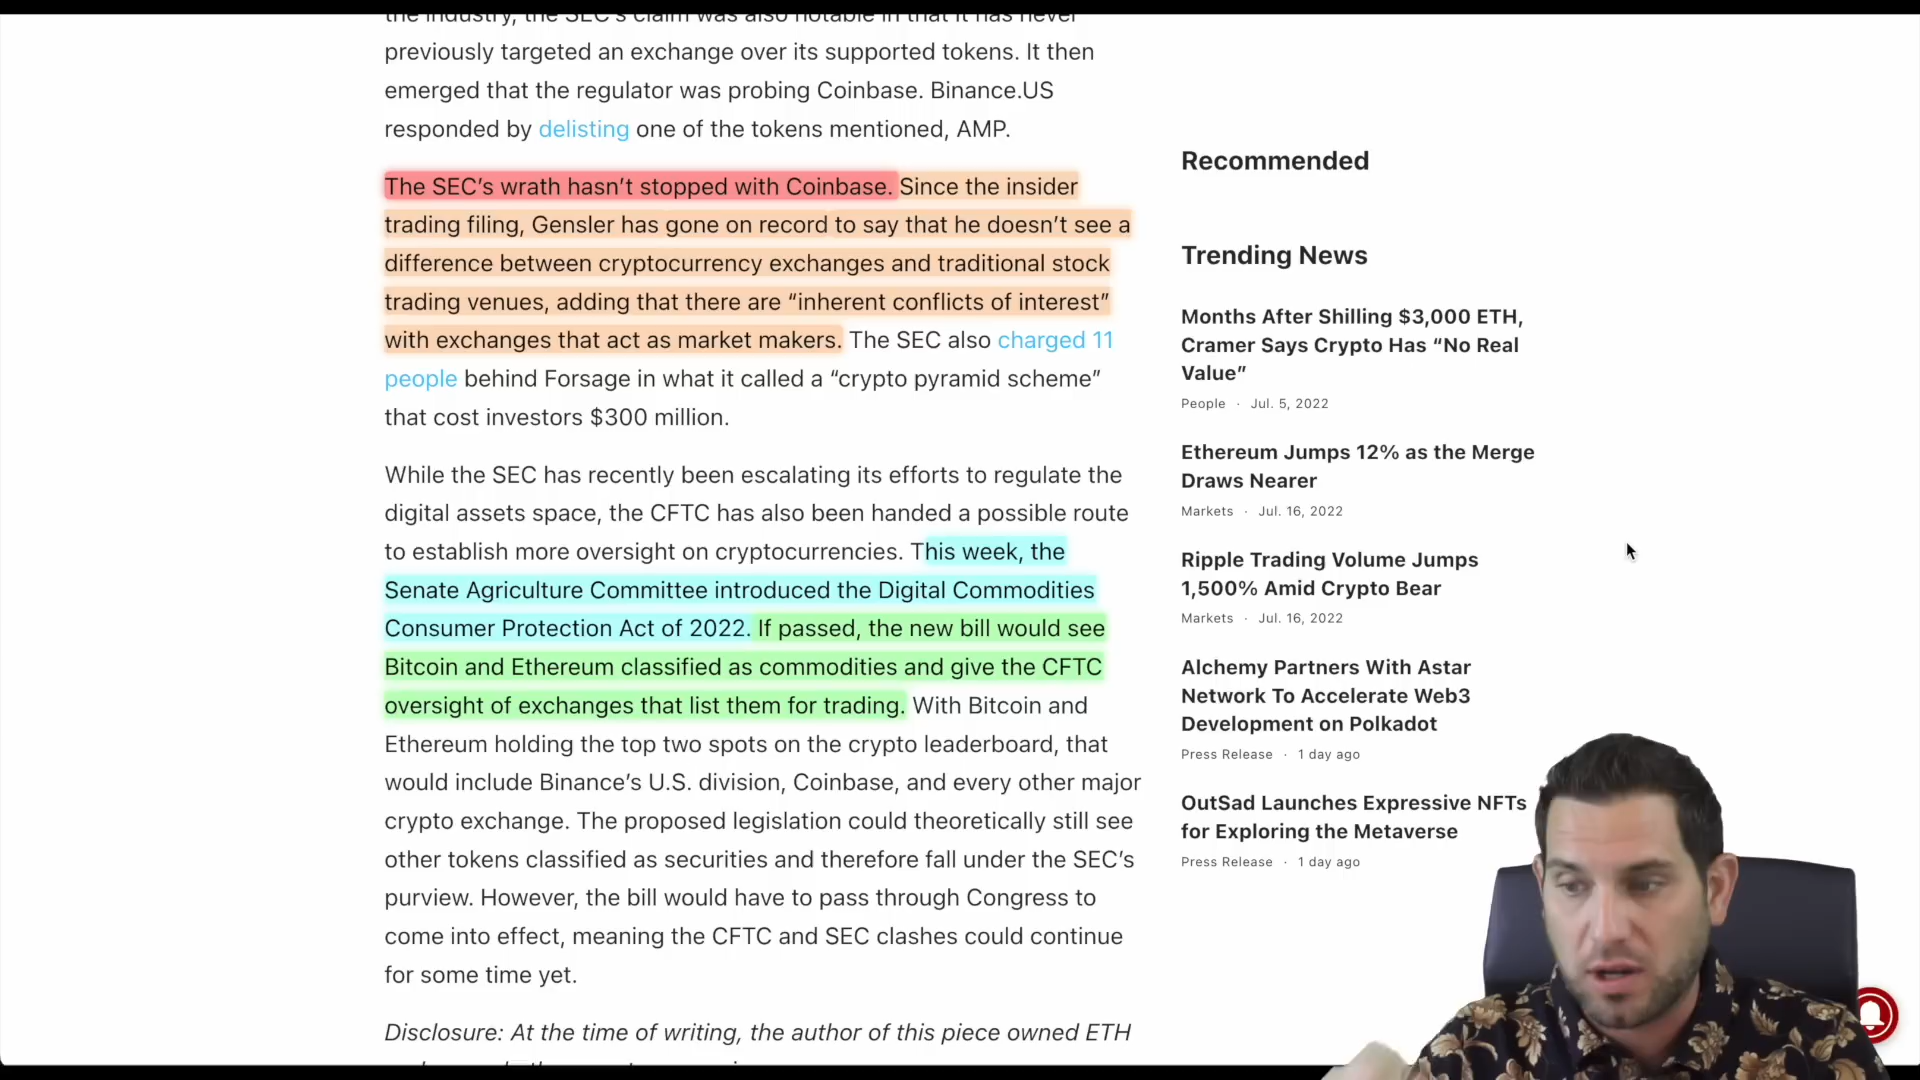 the industry, the SEC’s claim was also notable in that it has never
previously targeted an exchange over its supported tokens. It then
emerged that the regulator was probing Coinbase. Binance.US
responded by delisting one of the tokens mentioned, AMP.
The SEC’s wrath hasn’t stopped with Coinbase. Since the insider
trading filing, Gensler has gone on record to say that he doesn’t see a
difference between cryptocurrency exchanges and traditional stock
trading venues, adding that there are “inherent conflicts of interest”
with exchanges that act as market makers. The SEC also charged 11
people behind Forsage in what it called a “crypto pyramid scheme”
that cost investors $300 million.
While the SEC has recently been escalating its efforts to regulate the
digital assets space, the CFTC has also been handed a possible route
to establish more oversight on cryptocurrencies. This week, the
Senate Agriculture Committee introduced the Digital Commodities
Consumer Protection Act of 2022. If passed, the new bill would see
Bitcoin and Ethereum classified as commodities and give the CFTC
oversight of exchanges that list them for trading. With Bitcoin and
Ethereum holding the top two spots on the crypto leaderboard, that
would include Binance’s U.S. division, Coinbase, and every other major
crypto exchange. The proposed legislation could theoretically still see
other tokens classified as securities and therefore fall under the SEC’s
purview. However, the bill would have to pass through Congress to
come into effect, meaning the CFTC and SEC clashes could continue
for some time yet.
Disclosure: At the time of writing, the author of this piece owned ETH
Recommended
Trending News
Months After Shilling $3,000 ETH,
Cramer Says Crypto Has “No Real
Value”
People · Jul. 5, 2022
Ethereum Jumps 12% as the Merge
Draws Nearer
Markets · Jul. 16, 2022
Ripple Trading Volume Jumps
1,500% Amid Crypto Bear
Markets · Jul. 16, 2022
Alchemy Partners With Astar
Network To Accelerate Web3
Development on Polkadot
Press Release · 1 day ago
OutSad Launches Expressive NFTs
for Exploring the Metaverse
Press Release · 1 day ago